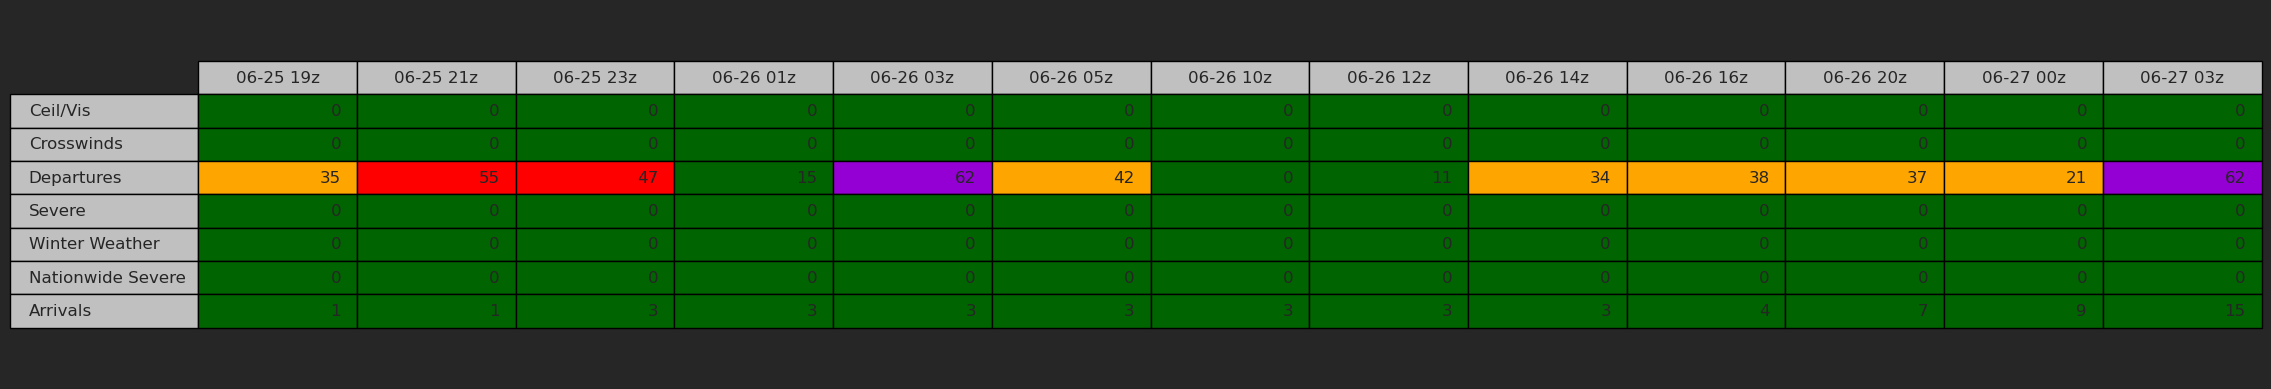 06-25 19z 06-25 21z 06-25 23z 06-26 01z 06-26 03z 06-26 05z 06-26 10z 06-26 12z 06-26 14z 06-26 16z 06-26 20z 06-27 00z 06-27 03z
Ceil/Vis 0 0 0 0 0 0 0 0 0 0 0 0 0
Crosswinds 0 0 0 0 0 0 0 0 0 0 0 0 0
Departures 35 55 47 15 62 42 0 11 34 38 37 21 62
Severe 0 0 0 0 0 0 0 0 0 0 0 0 0
Winter Weather 0 0 0 0 0 0 0 0 0 0 0 0 0
Nationwide Severe 0 0 0 0 0 0 0 0 0 0 0 0 0
Arrivals 1 1 3 3 3 3 3 3 3 4 7 9 15